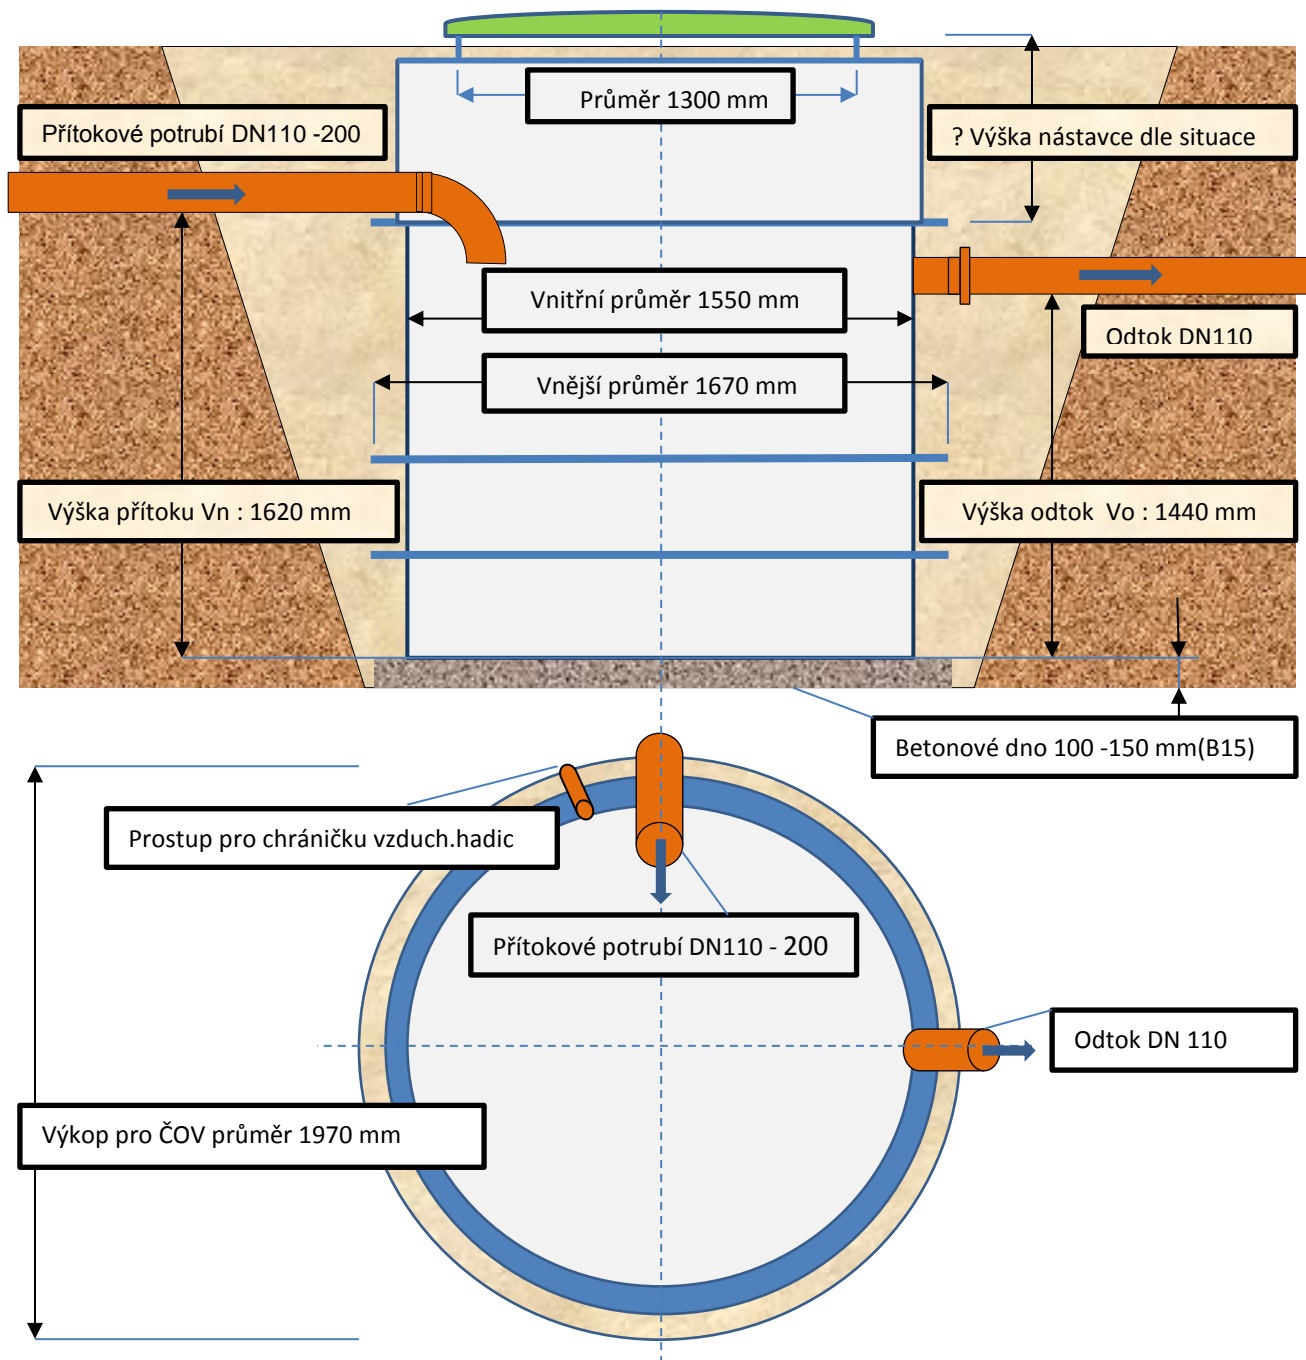 Průměr 1300 mm
Přítokové potrubí DN110 -200
? Výška nástavce dle situace
Vnitřní průměr 1550 mm
Odtok DN110
Vnější průměr 1670 mm
Výška přítoku Vn : 1620 mm
Výška odtok Vo : 1440 mm
Betonové dno 100 -150 mm(B15)
Prostup pro chráničku vzduch.hadic
Přítokové potrubí DN110 - 200
Odtok DN 110
Výkop pro ČOV průměr 1970 mm